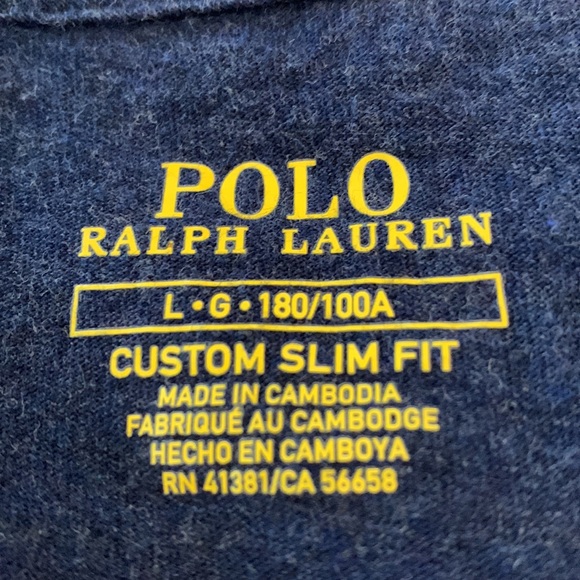 POLO
RALPH LAUREN
L • G • 180/100A
CUSTOM SLIM FIT
MADE IN CAMBODIA
FABRIQUÉ AU CAMBODGE
HECHO EN CAMBOYA
RN 41381/CA 56658